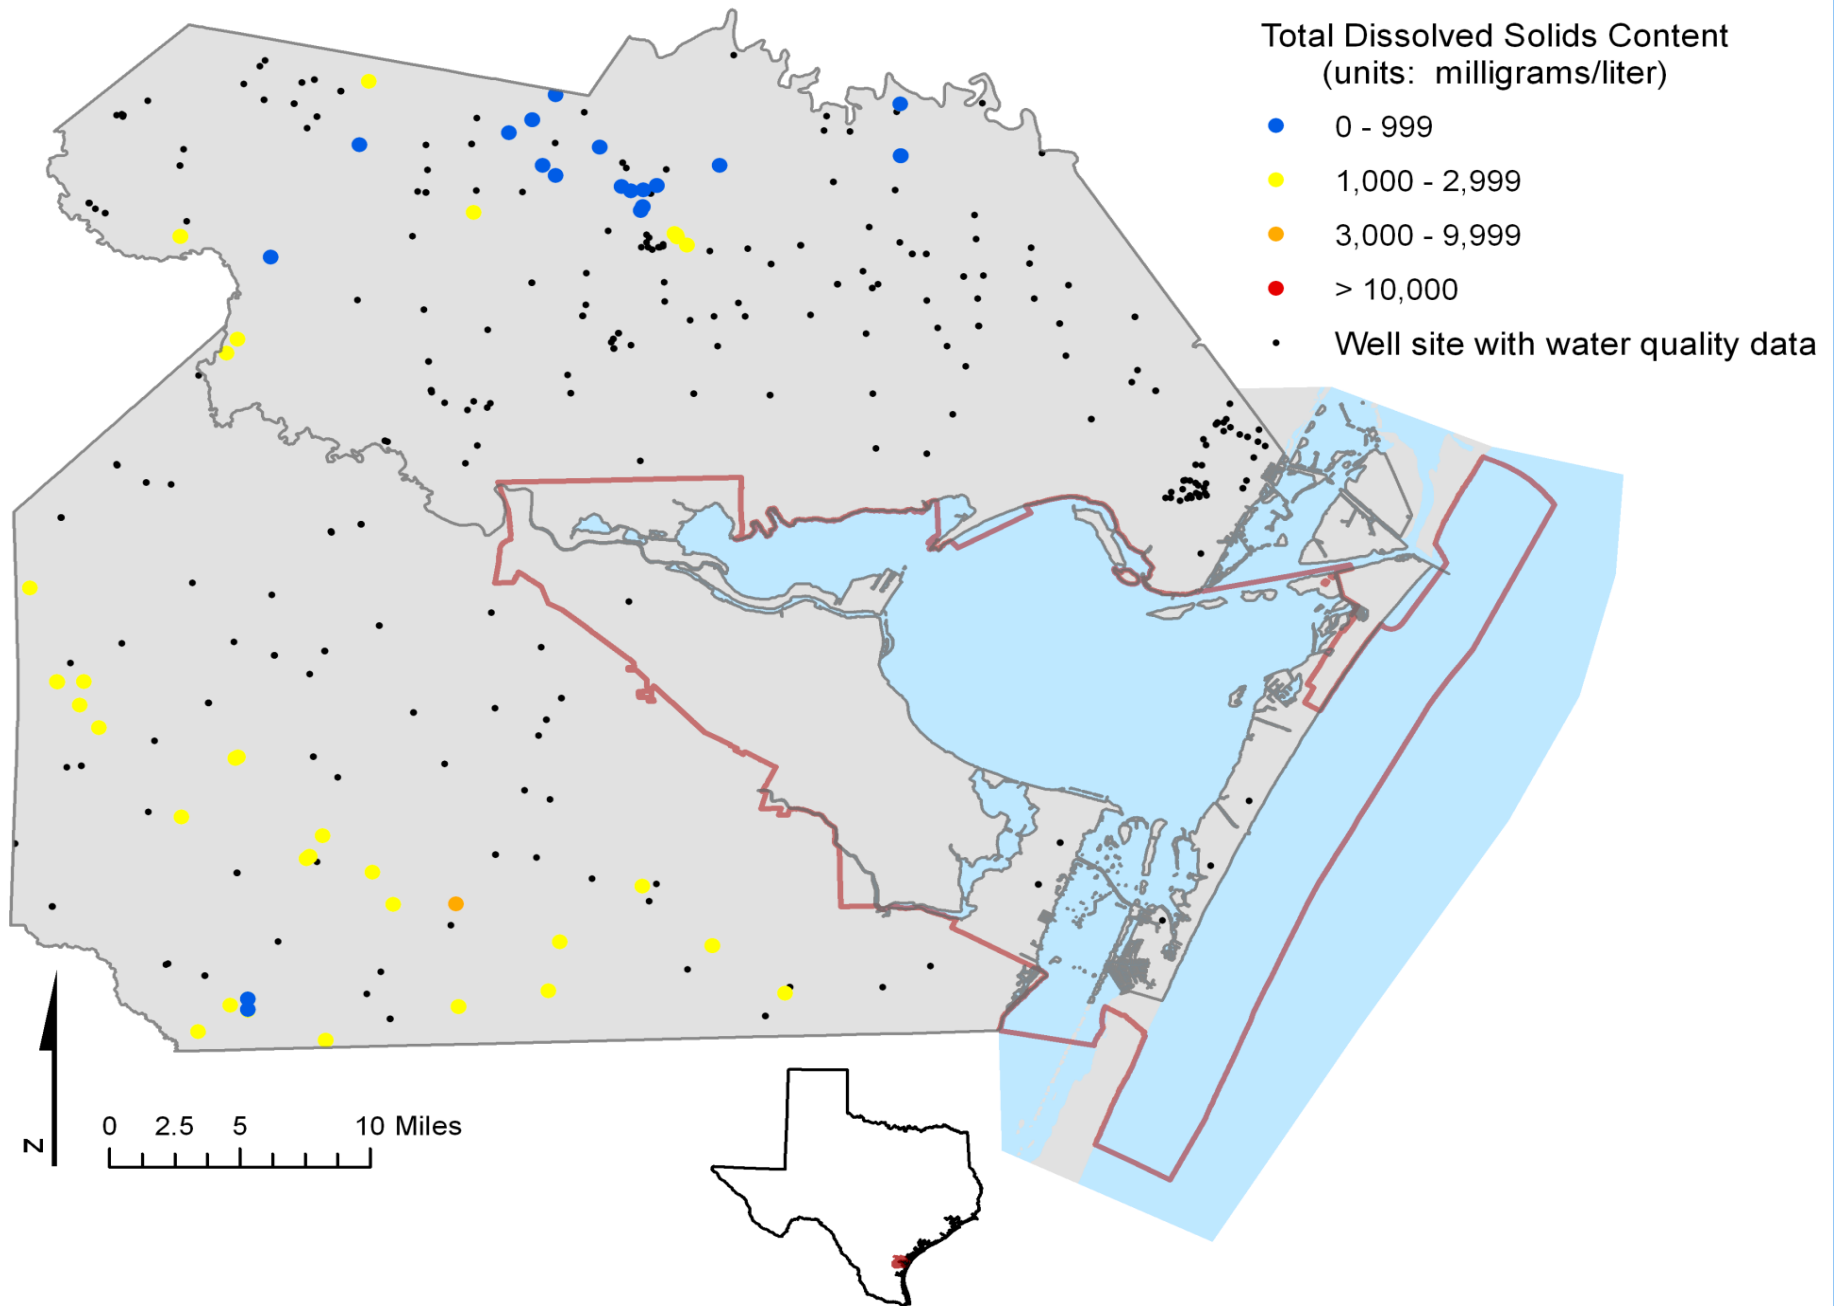 Total Dissolved Solids Content
(units: milligrams/liter)
0 - 999
1,000 - 2,999
3,000 - 9,999
> 10,000
Well site with water quality data
N
0 2.5 5 10 Miles